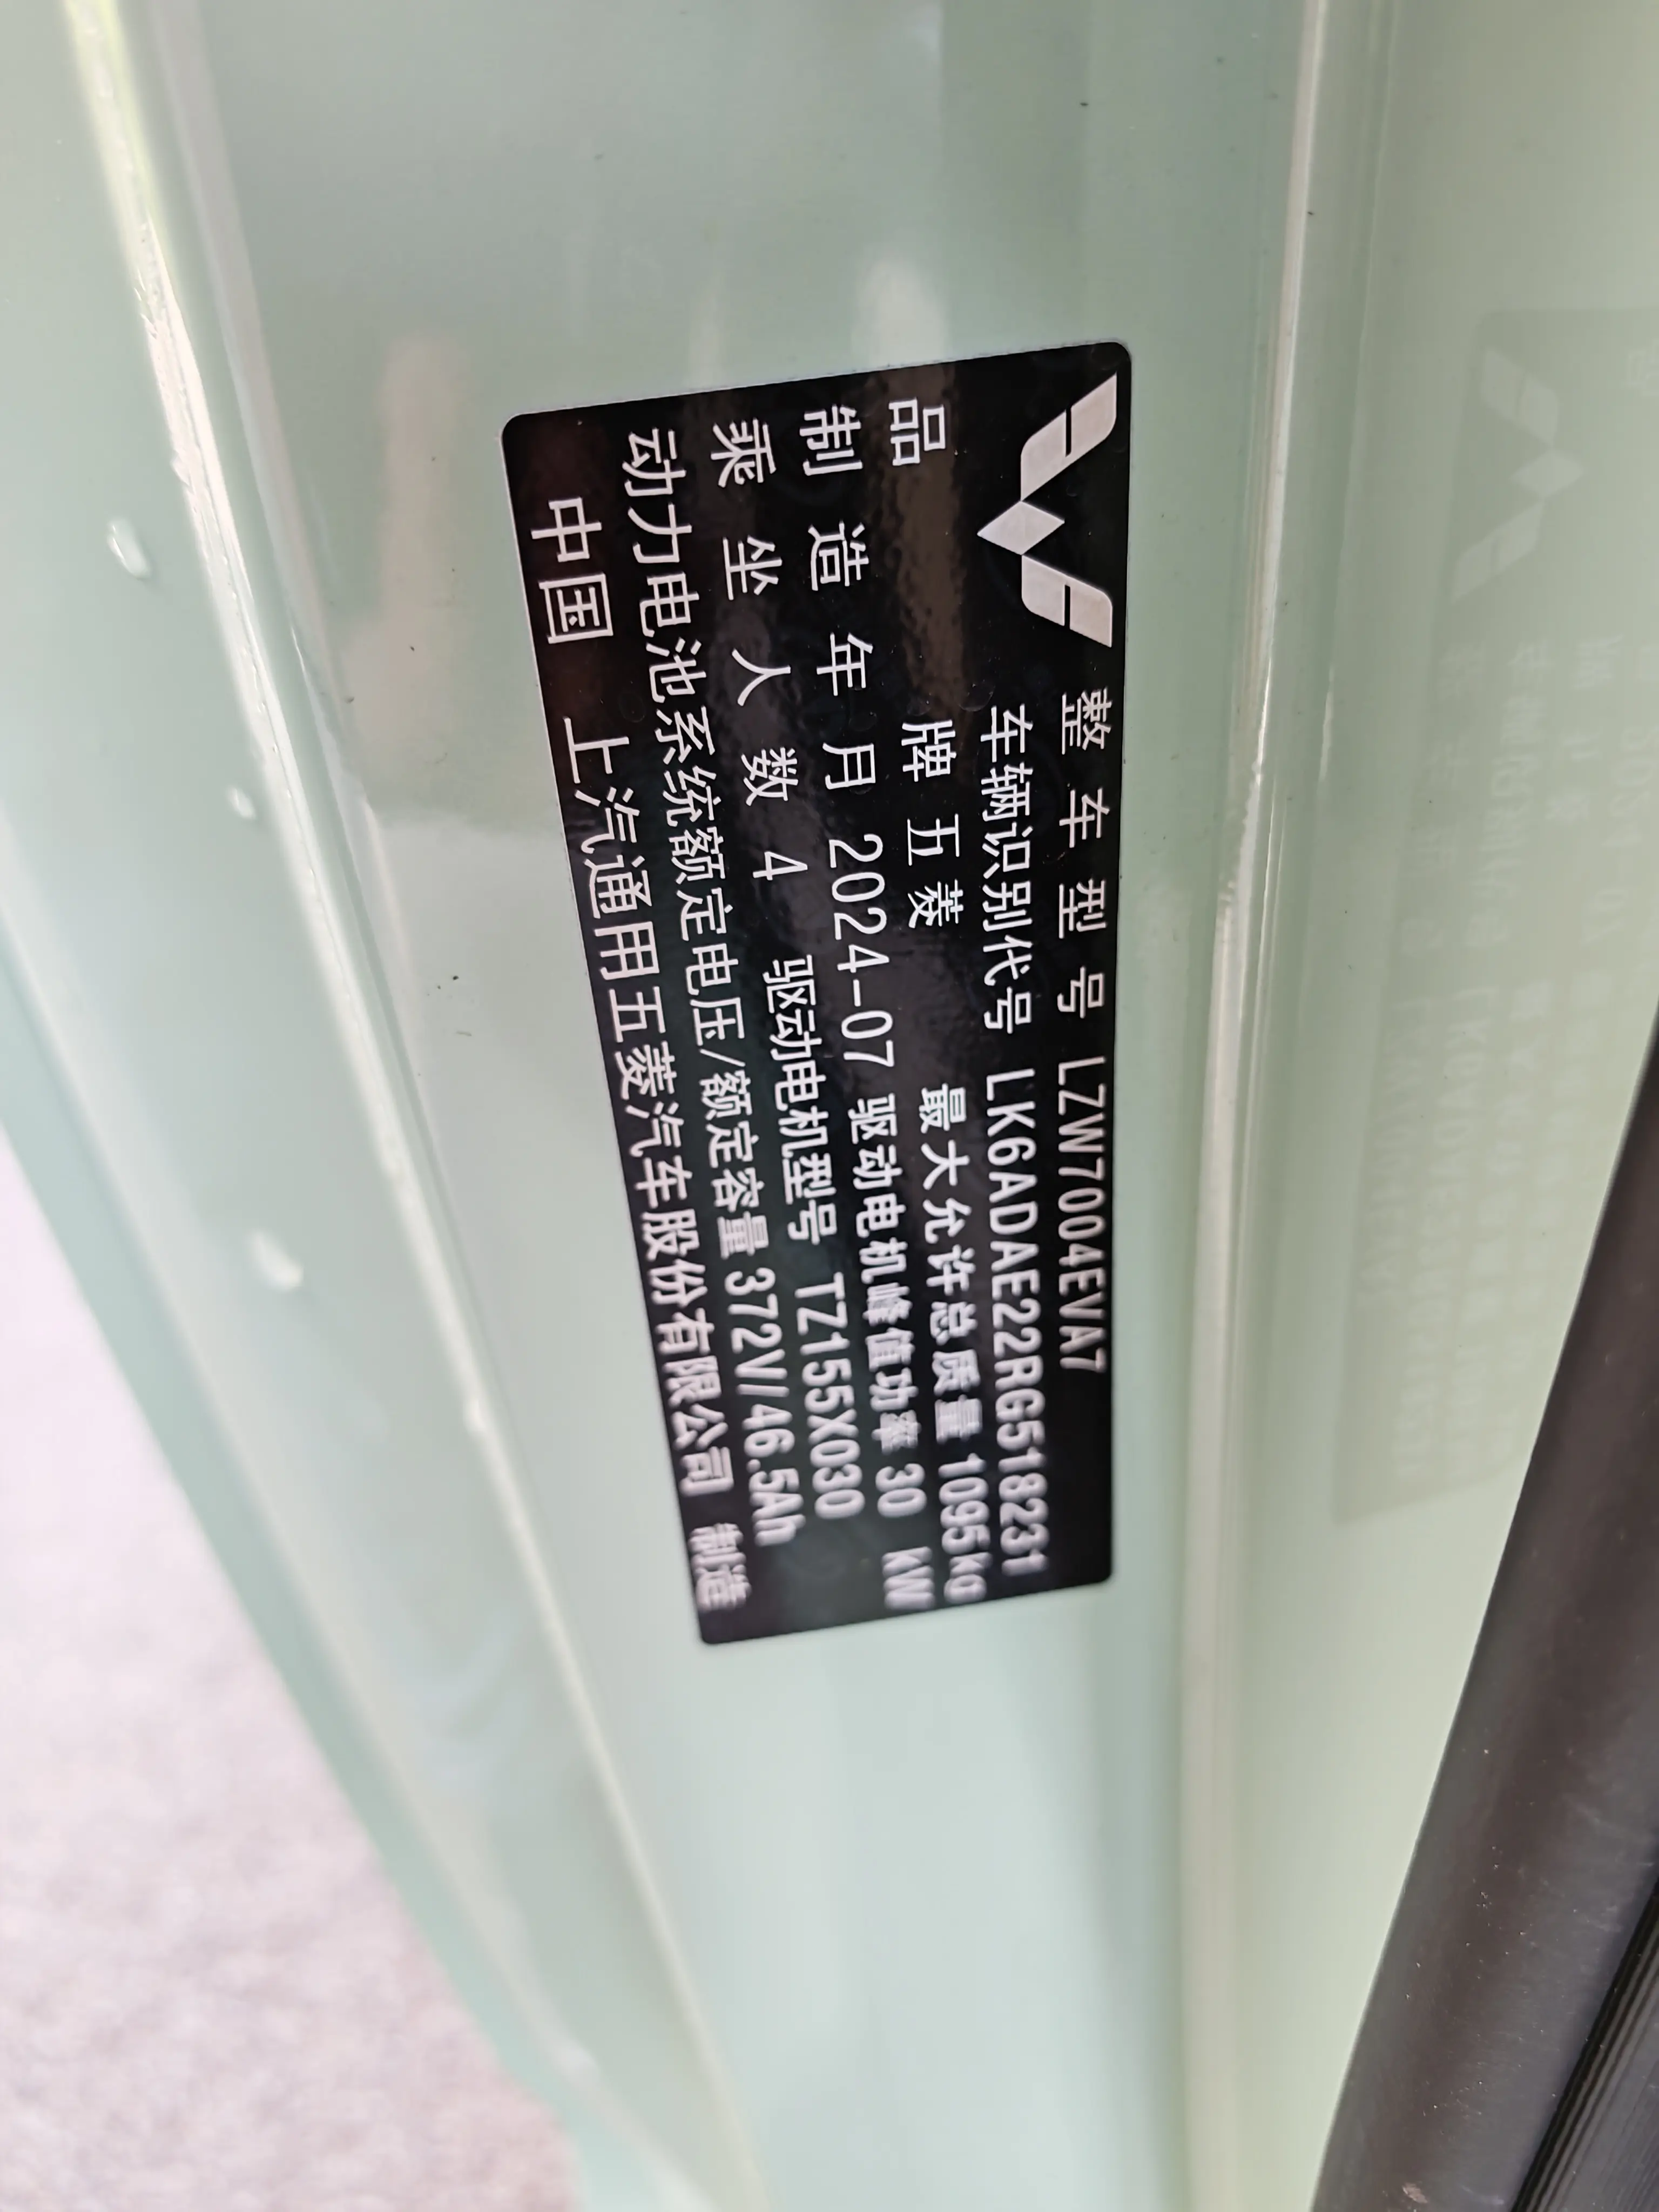 整车型号 LZW7004EVA7
车辆识别代号 LK6ADAE22RG518231
品牌 五菱 最大允许总质量 1095kg
制造年月 2024-07 驱动电机峰值功率 30 kW
乘坐人数 4 驱动电机型号 TZ155X030
动力电池系统额定电压/额定容量 372V/46.5Ah
中国 上汽通用五菱汽车股份有限公司 制造